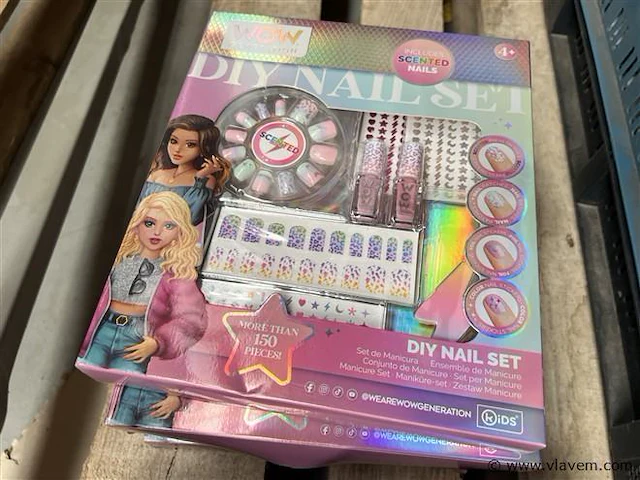 WOW
GENERATION
INCLUDES
SCENTED
NAILS
4+
DIY NAIL SET
SCENTED
MORE THAN
150
PIECES!
DIY NAIL SET
Set de Manicura · Ensemble de Manicure
Conjunto de Manicure · Set per Manicure
Manicure Set · Maniküre-set · Zestaw Manicure
@WEAREWOWGENERATION
KiDS
@WEAREWOWGENERATION
© www.vlavem.com